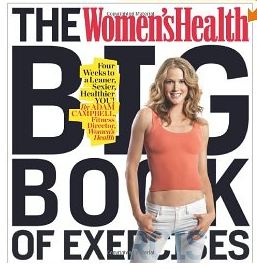 THE Women'sHealth
BIG
Four
Weeks to
a Leaner,
Sexier,
Healthier
YOU!
By ADAM
CAMPBELL,
Fitness
Director,
Women's
Health
BOOK
OF EXERCISES